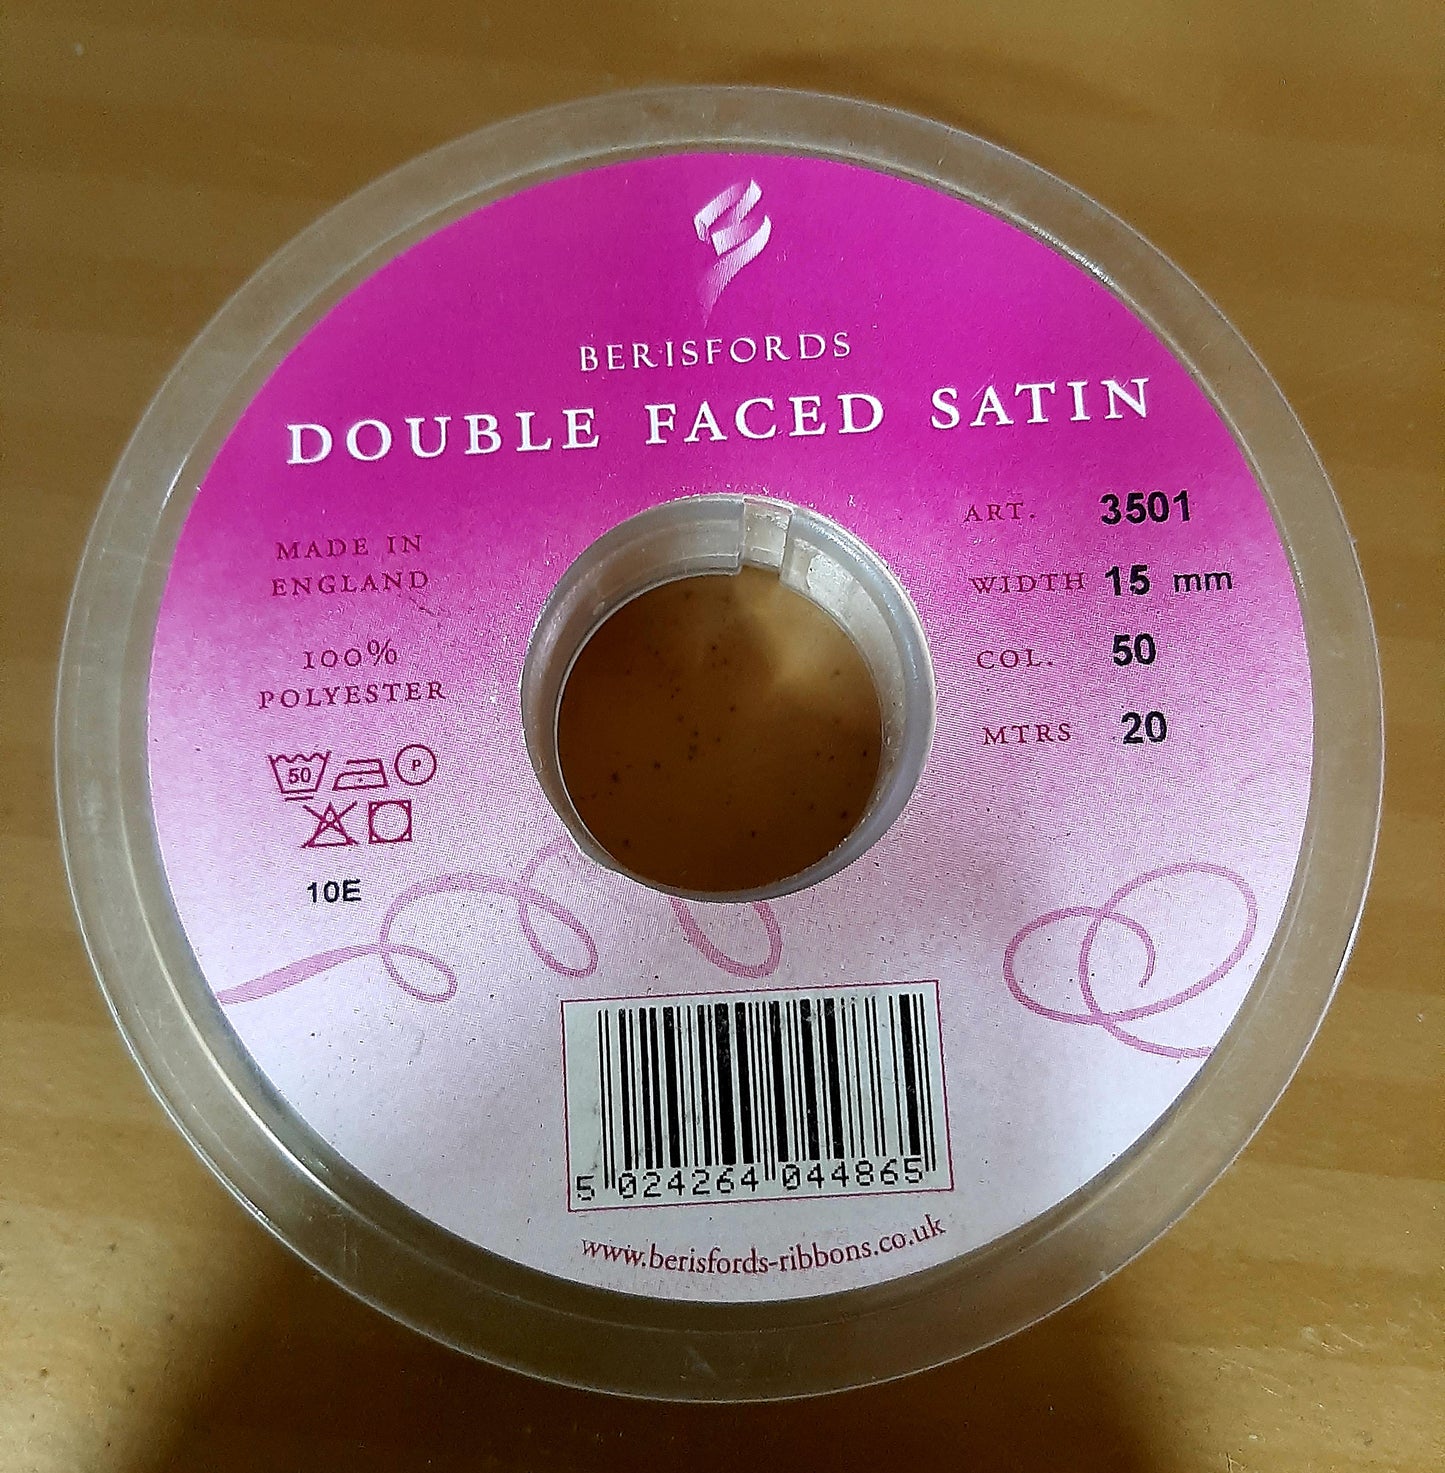 BERISFORDS
DOUBLE FACED SATIN
MADE IN
ENGLAND
100%
POLYESTER
50
P
10E
ART. 3501
WIDTH 15 mm
COL. 50
MTRS 20
5 024264 044865
www.berisfords-ribbons.co.uk